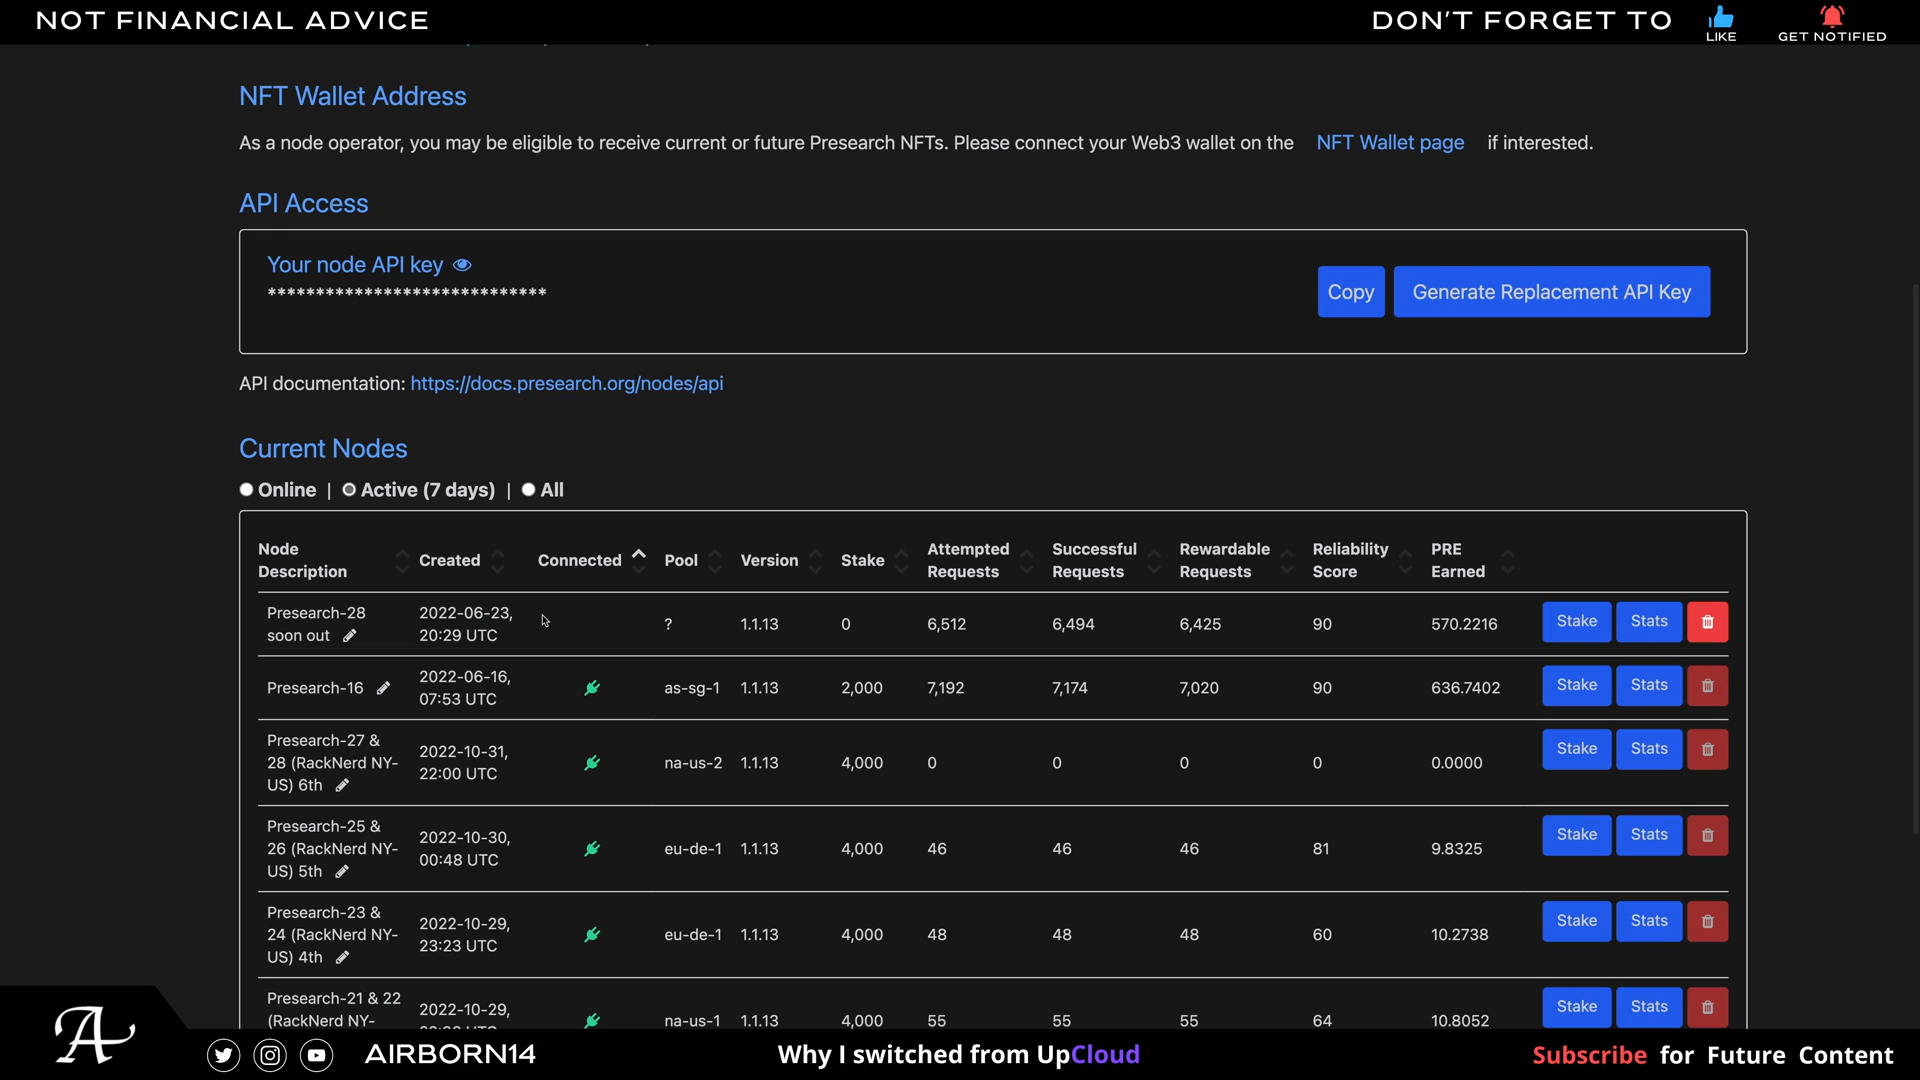 NOT FINANCIAL ADVICE
DON'T FORGET TO
LIKE
GET NOTIFIED
NFT Wallet Address
As a node operator, you may be eligible to receive current or future Presearch NFTs. Please connect your Web3 wallet on the NFT Wallet page if interested.
API Access
Your node API key
*****************************
Copy
Generate Replacement API Key
API documentation: https://docs.presearch.org/nodes/api
Current Nodes
Online | Active (7 days) | All
Node Description Created Connected Pool Version Stake Attempted Requests Successful Requests Rewardable Requests Reliability Score PRE Earned
Presearch-28 soon out 2022-06-23, 20:29 UTC ? 1.1.13 0 6,512 6,494 6,425 90 570.2216 Stake Stats
Presearch-16 2022-06-16, 07:53 UTC as-sg-1 1.1.13 2,000 7,192 7,174 7,020 90 636.7402 Stake Stats
Presearch-27 & 28 (RackNerd NY-US) 6th 2022-10-31, 22:00 UTC na-us-2 1.1.13 4,000 0 0 0 0 0.0000 Stake Stats
Presearch-25 & 26 (RackNerd NY-US) 5th 2022-10-30, 00:48 UTC eu-de-1 1.1.13 4,000 46 46 46 81 9.8325 Stake Stats
Presearch-23 & 24 (RackNerd NY-US) 4th 2022-10-29, 23:23 UTC eu-de-1 1.1.13 4,000 48 48 48 60 10.2738 Stake Stats
Presearch-21 & 22 (RackNerd NY- 2022-10-29, na-us-1 1.1.13 4,000 55 55 55 64 10.8052 Stake Stats
A
AIRBORN14
Why I switched from UpCloud
Subscribe for Future Content